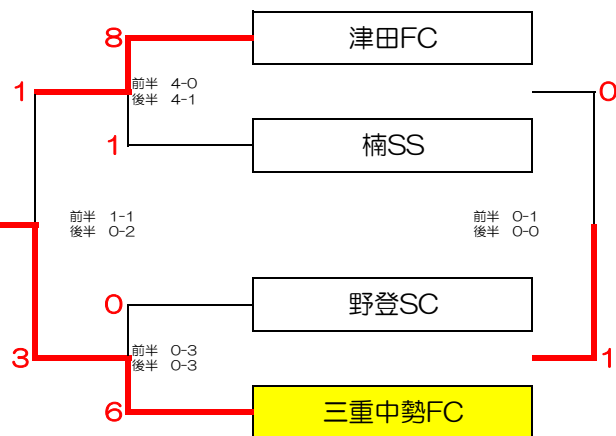 8
津田FC
1
前半 4-0
後半 4-1
0
1
楠SS
前半 1-1
後半 0-2
前半 0-1
後半 0-0
0
野登SC
3
前半 0-3
後半 0-3
1
6
三重中勢FC